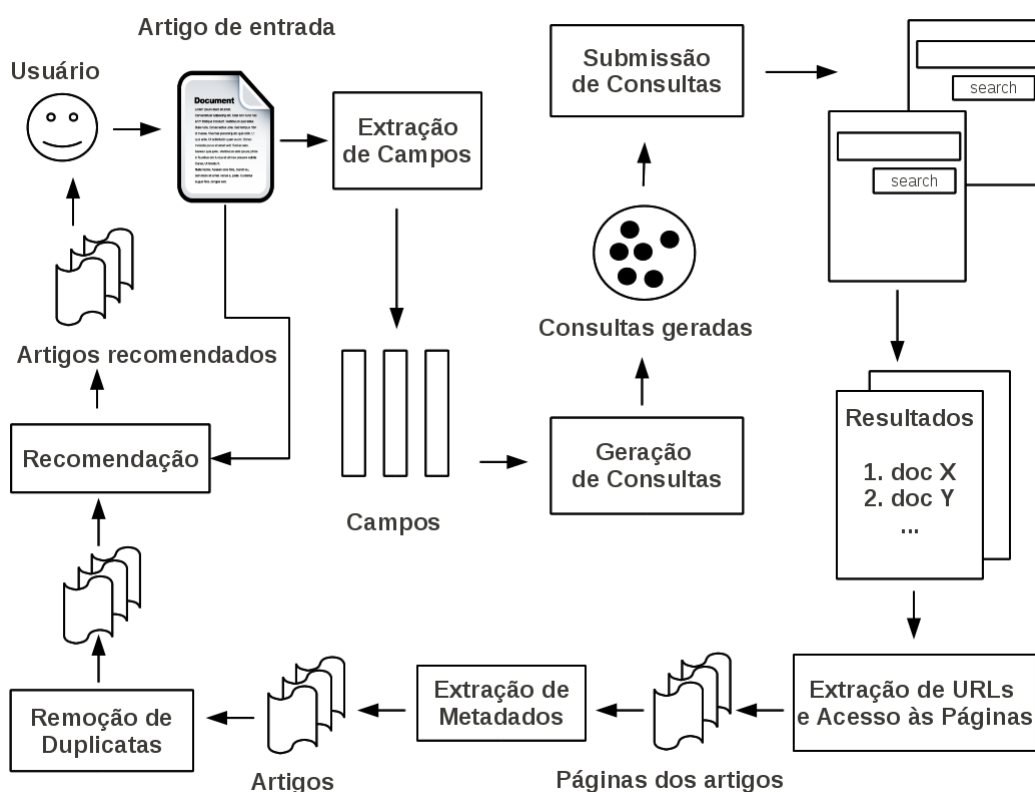 Artigo de entrada
Usuário
Document
Extração
de Campos
Submissão
de Consultas
search
search
Artigos recomendados
Consultas geradas
Recomendação
Campos
Geração
de Consultas
Resultados
1. doc X
2. doc Y
...
Remoção de
Duplicatas
Artigos
Extração de
Metadados
Páginas dos artigos
Extração de URLs
e Acesso às Páginas